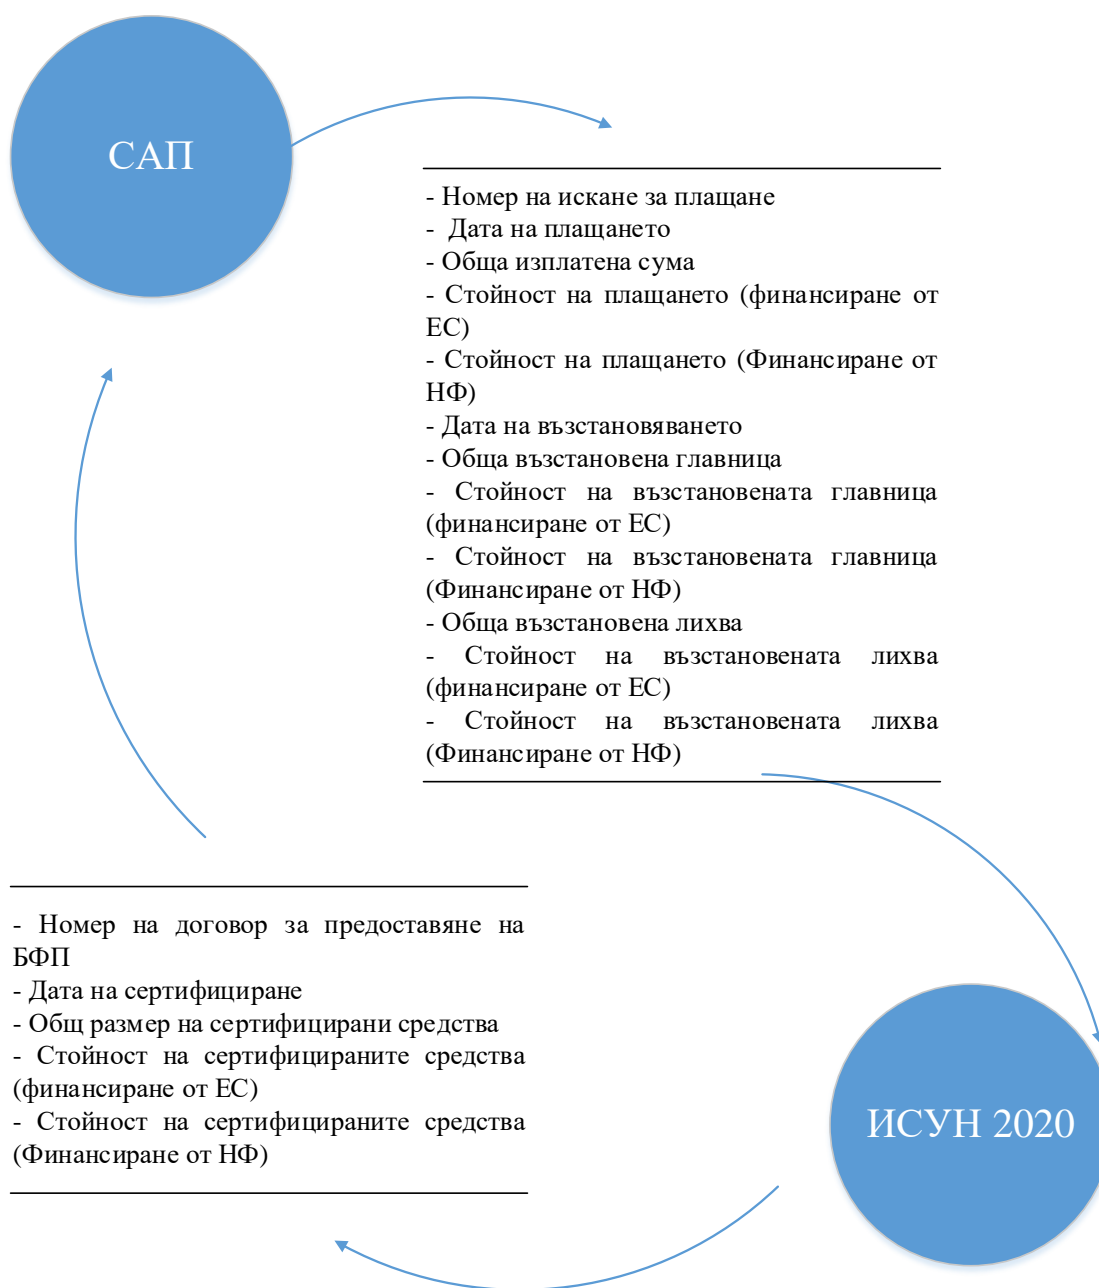 САП
- Номер на искане за плащане
- Дата на плащането
- Обща изплатена сума
- Стойност на плащането (финансиране от
ЕС)
- Стойност на плащането (Финансиране от
НФ)
- Дата на възстановяването
- Обща възстановена главница
- Стойност на възстановената главница
(финансиране от ЕС)
- Стойност на възстановената главница
(Финансиране от НФ)
- Обща възстановена лихва
- Стойност на възстановената лихва
(финансиране от ЕС)
- Стойност на възстановената лихва
(Финансиране от НФ)
- Номер на договор за предоставяне на
БФП
- Дата на сертифициране
- Общ размер на сертифицирани средства
- Стойност на сертифицираните средства
(финансиране от ЕС)
- Стойност на сертифицираните средства
(Финансиране от НФ)
ИСУН 2020